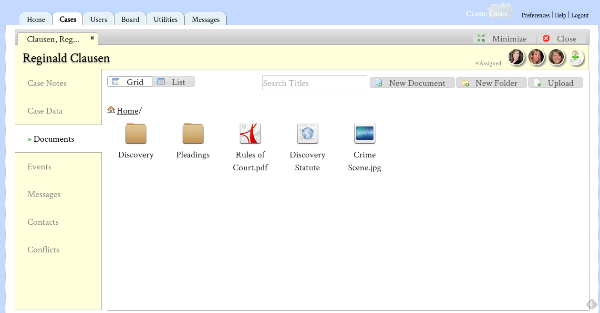 Home Cases Users Board Utilities Messages
Clinic Cases
Preferences | Help | Logout
Clausen, Reg... ×
Minimize Close
Reginald Clausen
Assigned
Case Notes
Case Data
> Documents
Events
Messages
Contacts
Conflicts
Grid List
Search Titles
New Document New Folder Upload
Home/
Discovery
Pleadings
Rules of
Court.pdf
Discovery
Statute
Crime
Scene.jpg